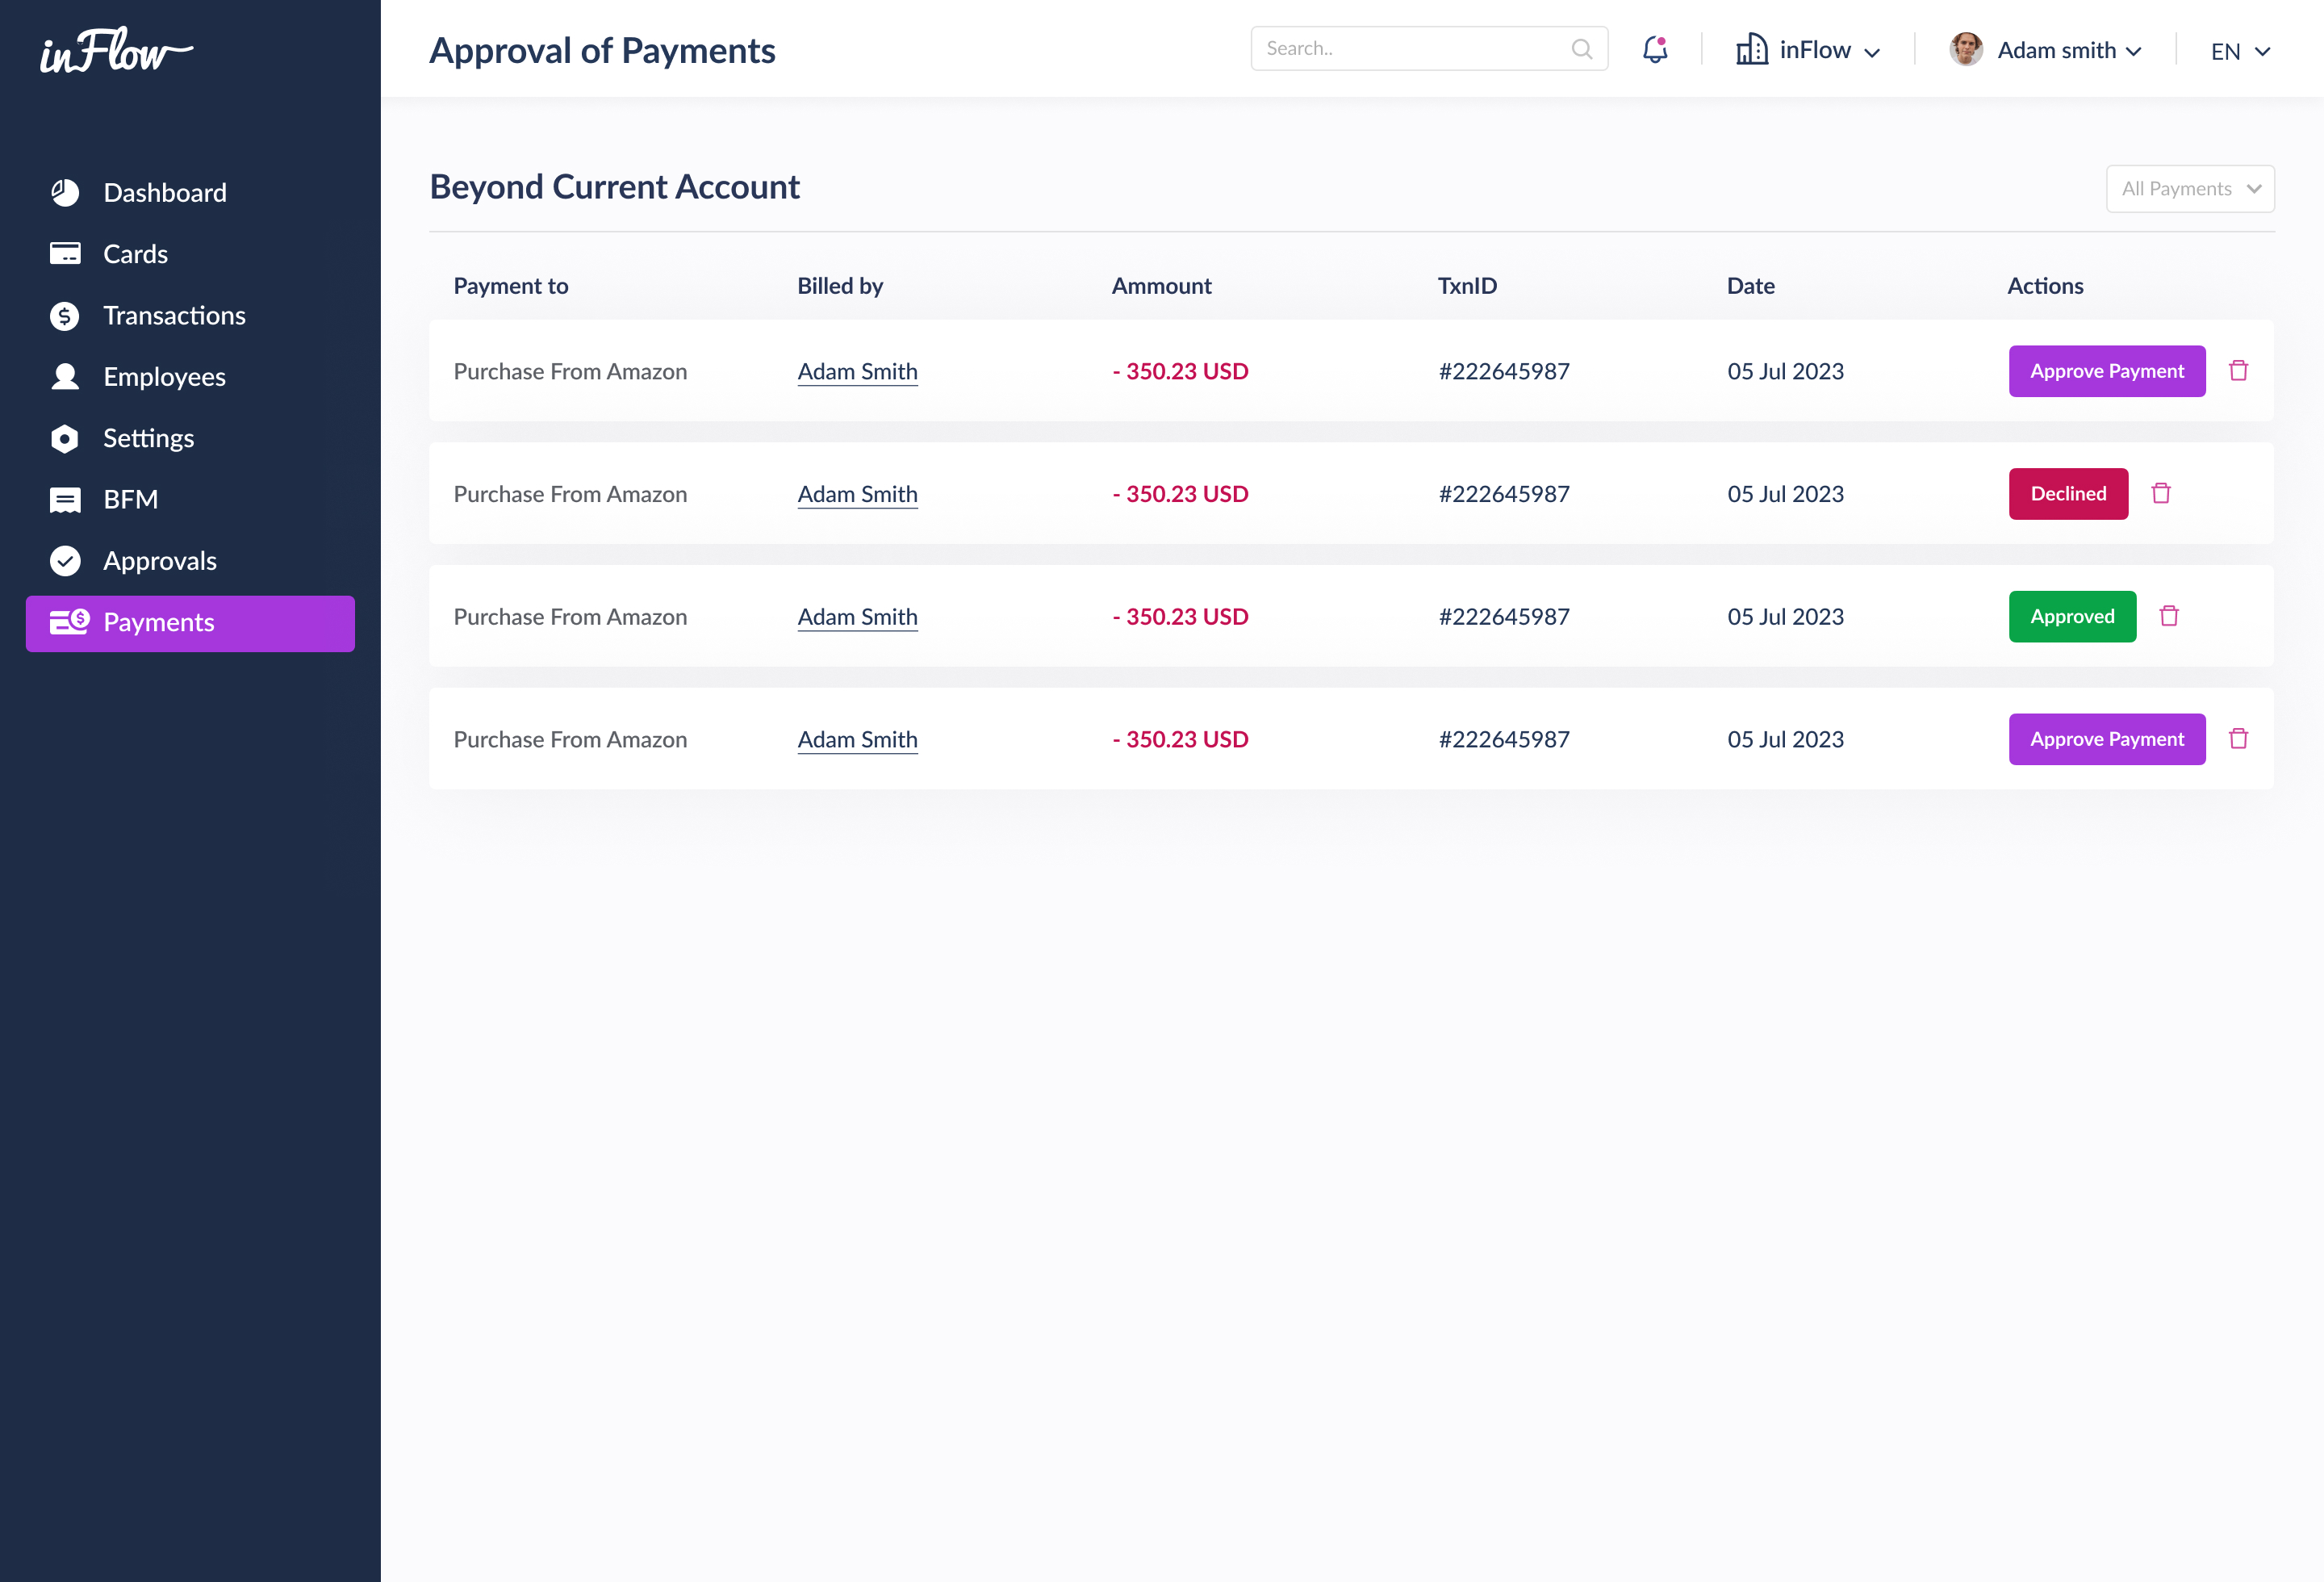 inFlow
Approval of Payments
Search..
inFlow
Adam smith
EN
Dashboard
Cards
Transactions
Employees
Settings
BFM
Approvals
Payments
Beyond Current Account
All Payments
Payment to Billed by Ammount TxnID Date Actions
Purchase From Amazon Adam Smith - 350.23 USD #222645987 05 Jul 2023 Approve Payment
Purchase From Amazon Adam Smith - 350.23 USD #222645987 05 Jul 2023 Declined
Purchase From Amazon Adam Smith - 350.23 USD #222645987 05 Jul 2023 Approved
Purchase From Amazon Adam Smith - 350.23 USD #222645987 05 Jul 2023 Approve Payment